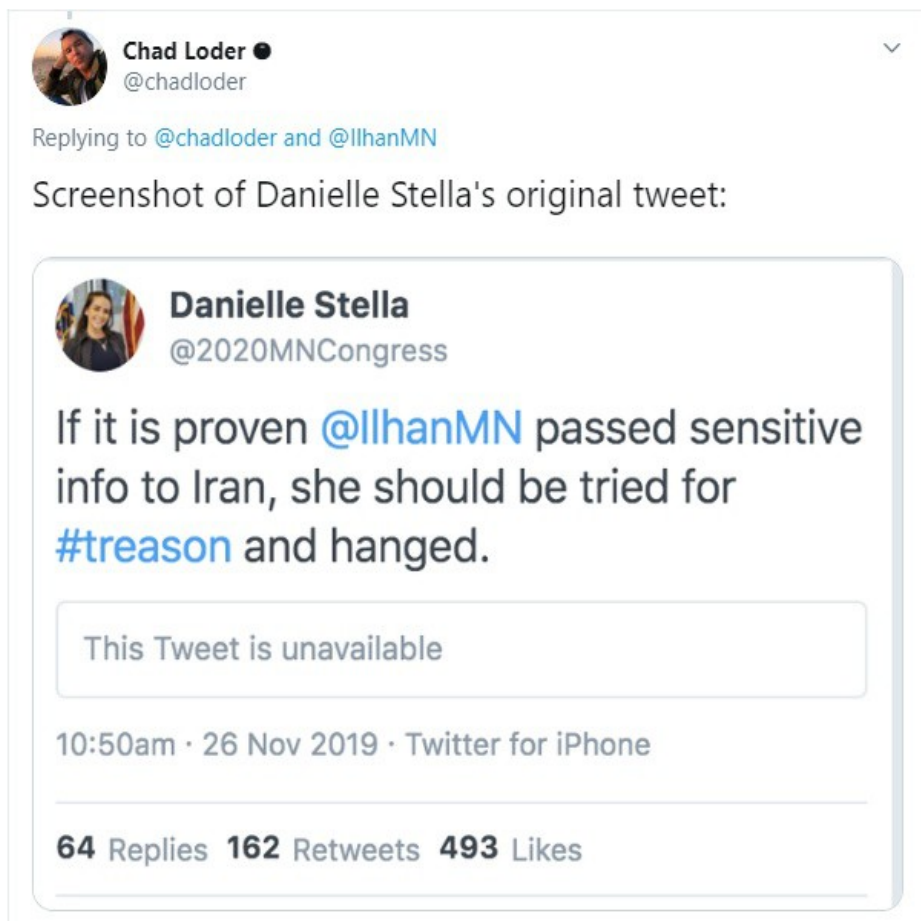 Chad Loder
@chadloder
Replying to @chadloder and @IlhanMN
Screenshot of Danielle Stella's original tweet:
Danielle Stella
@2020MNCongress
If it is proven @IlhanMN passed sensitive
info to Iran, she should be tried for
#treason and hanged.
This Tweet is unavailable
10:50am · 26 Nov 2019 · Twitter for iPhone
64 Replies 162 Retweets 493 Likes